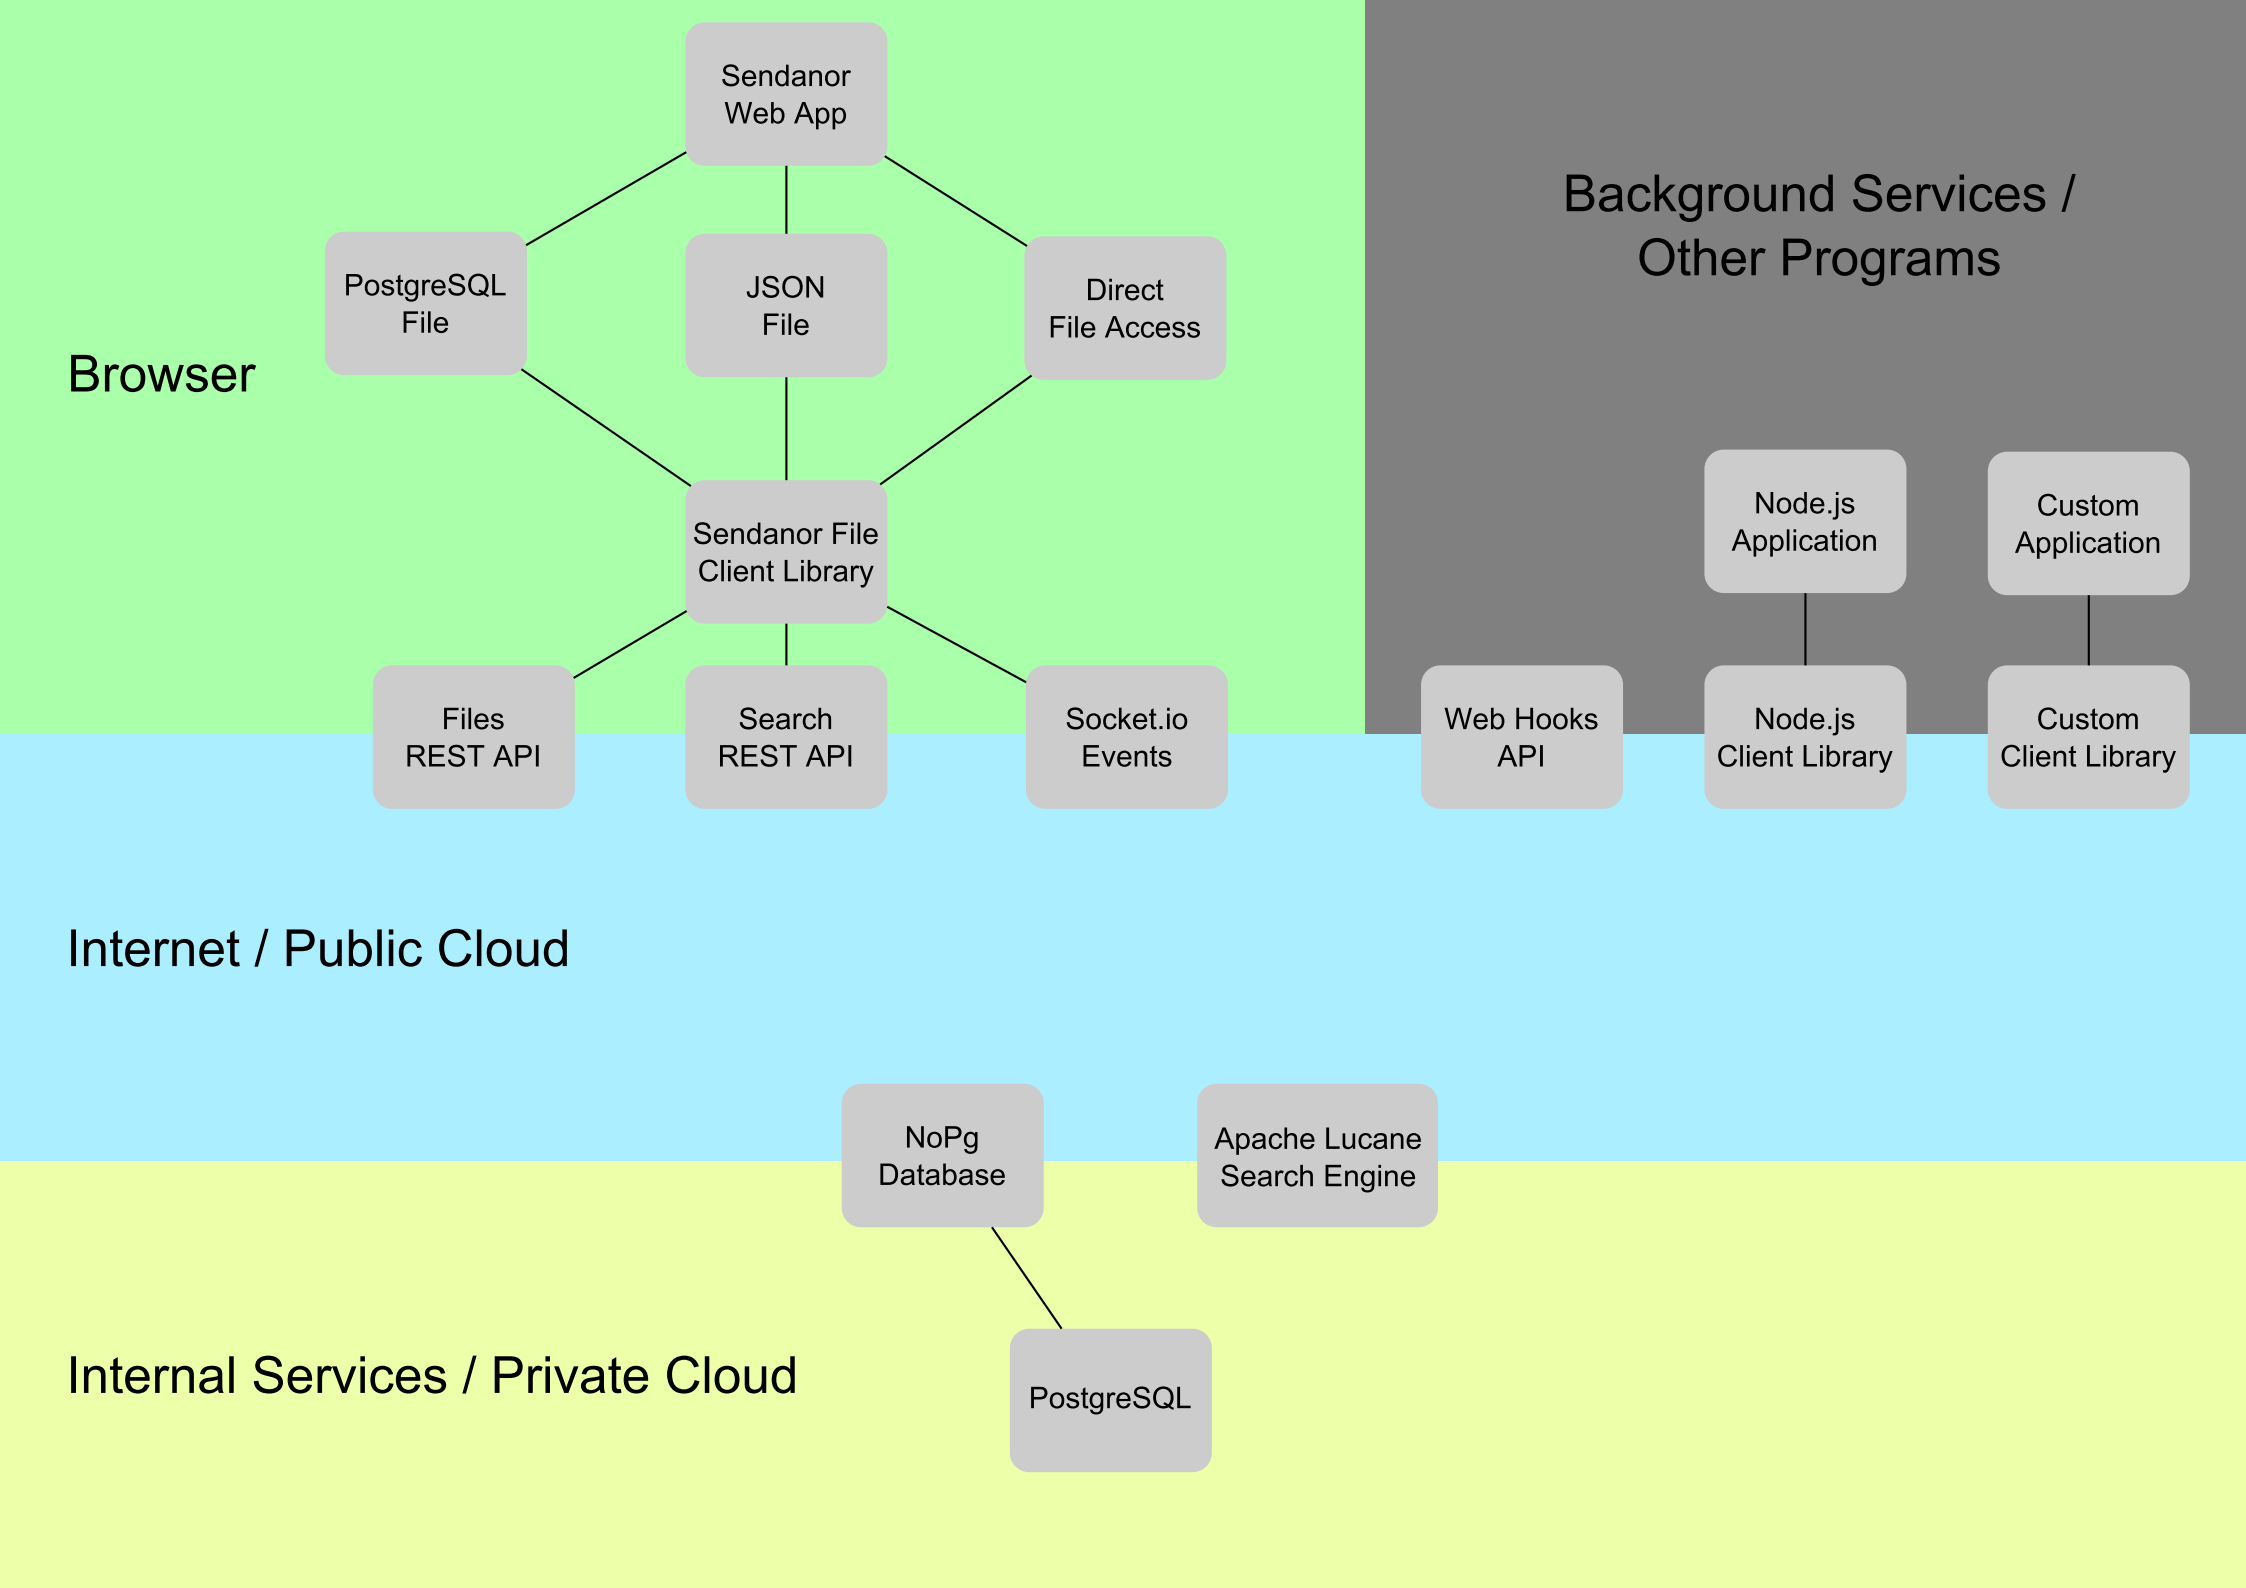 Sendanor
Web App
Background Services /
Other Programs
PostgreSQL
File
JSON
File
Direct
File Access
Browser
Node.js
Application
Custom
Application
Sendanor File
Client Library
Files
REST API
Search
REST API
Socket.io
Events
Web Hooks
API
Node.js
Client Library
Custom
Client Library
Internet / Public Cloud
NoPg
Database
Apache Lucane
Search Engine
Internal Services / Private Cloud
PostgreSQL